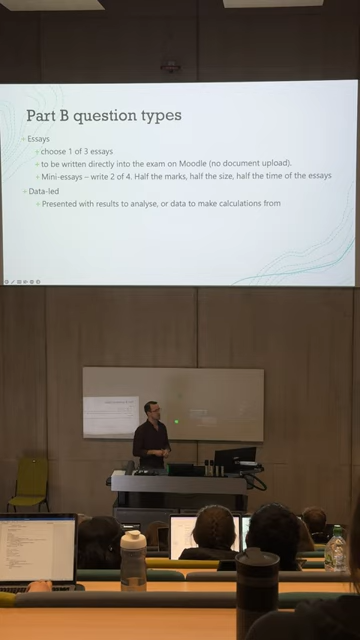 Part B question types
Essays
choose 1 of 3 essays
to be written directly into the exam on Moodle (no document upload).
Mini-essays – write 2 of 4. Half the marks, half the size, half the time of the essays
Data-led
Presented with results to analyse, or data to make calculations from